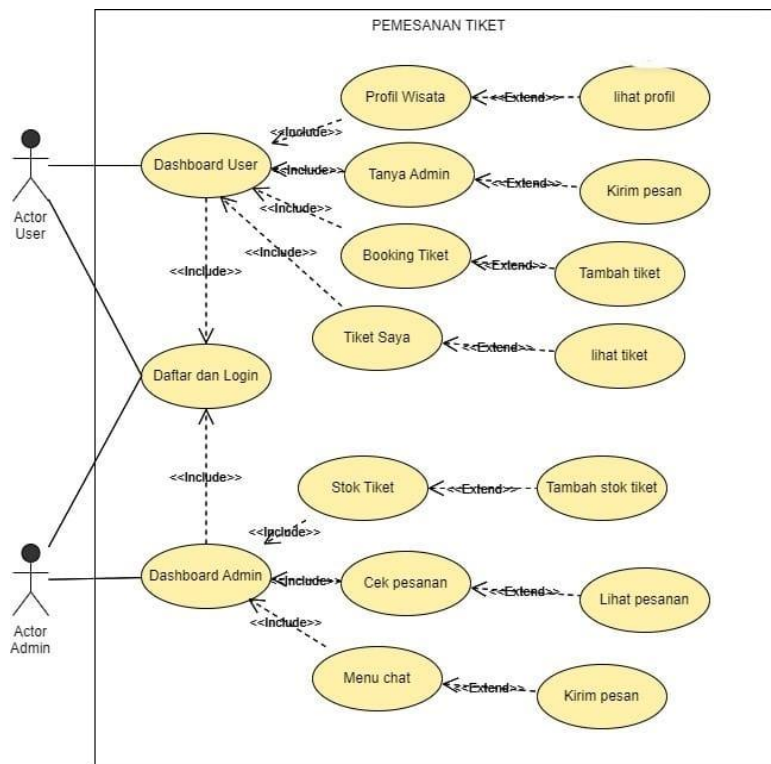 PEMESANAN TIKET
Profil Wisata
<<Extend>>
lihat profil
<<Include>>
Dashboard User
<<Include>>
Tanya Admin
<<Extend>>
Kirim pesan
<<Include>>
Actor
User
Booking Tiket
<<Extend>>
Tambah tiket
<<Include>>
<<Include>>
Tiket Saya
<<Extend>>
lihat tiket
Daftar dan Login
<<Include>>
Stok Tiket
<<Extend>>
Tambah stok tiket
<<Include>>
Dashboard Admin
<<Include>>
Cek pesanan
<<Extend>>
Lihat pesanan
<<Include>>
Actor
Admin
Menu chat
<<Extend>>
Kirim pesan